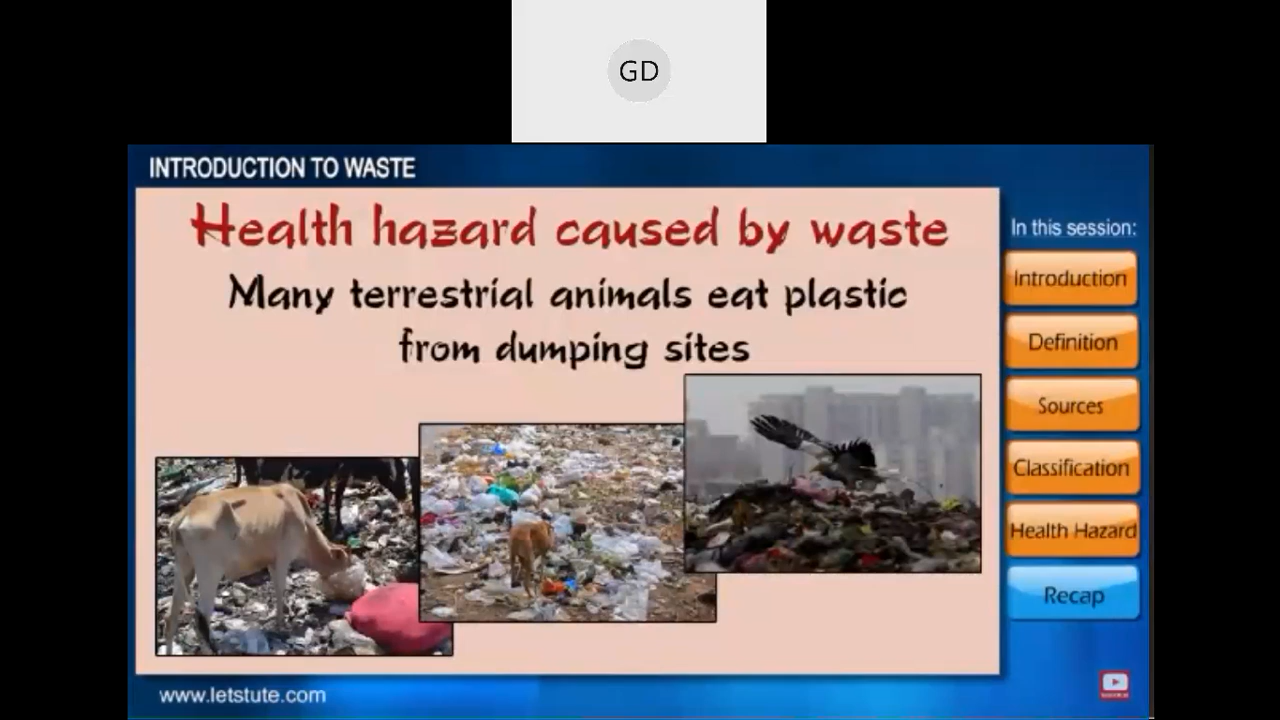 GD
INTRODUCTION TO WASTE
Health hazard caused by waste
Many terrestrial animals eat plastic
from dumping sites
In this session:
Introduction
Definition
Sources
Classification
Health Hazard
Recap
www.letstute.com